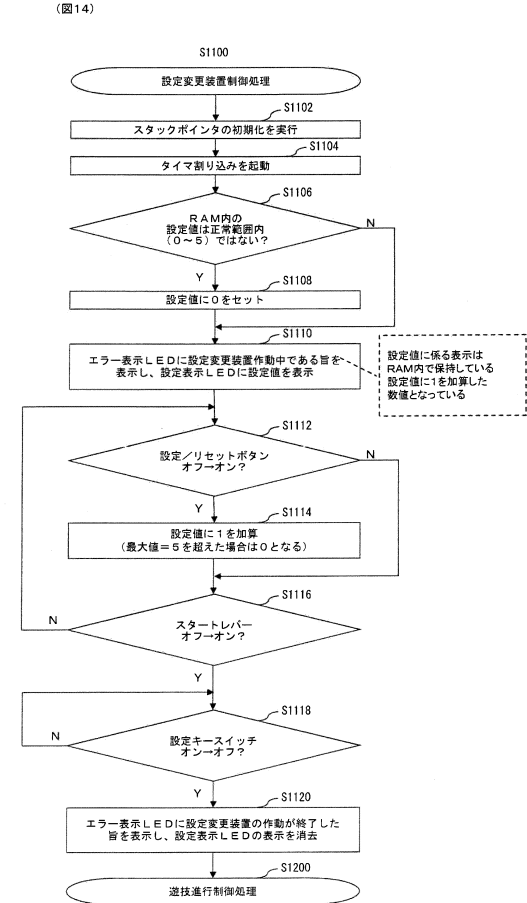 （図１４）
S1100
設定変更装置制御処理
S1102
スタックポインタの初期化を実行
S1104
タイマ割り込みを起動
S1106
ＲＡＭ内の
設定値は正常範囲内
（０～５）ではない？
N
Y
S1108
設定値に０をセット
S1110
エラー表示ＬＥＤに設定変更装置作動中である旨を
表示し、設定表示ＬＥＤに設定値を表示
設定値に係る表示は
RAM内で保持している
設定値に1を加算した
数値となっている
S1112
設定／リセットボタン
オフ→オン？
N
Y
S1114
設定値に１を加算
（最大値＝５を超えた場合は０となる）
S1116
スタートレバー
オフ→オン？
N
Y
S1118
設定キースイッチ
オン→オフ？
N
Y
S1120
エラー表示ＬＥＤに設定変更装置の作動が終了した
旨を表示し、設定表示ＬＥＤの表示を消去
S1200
遊技進行制御処理